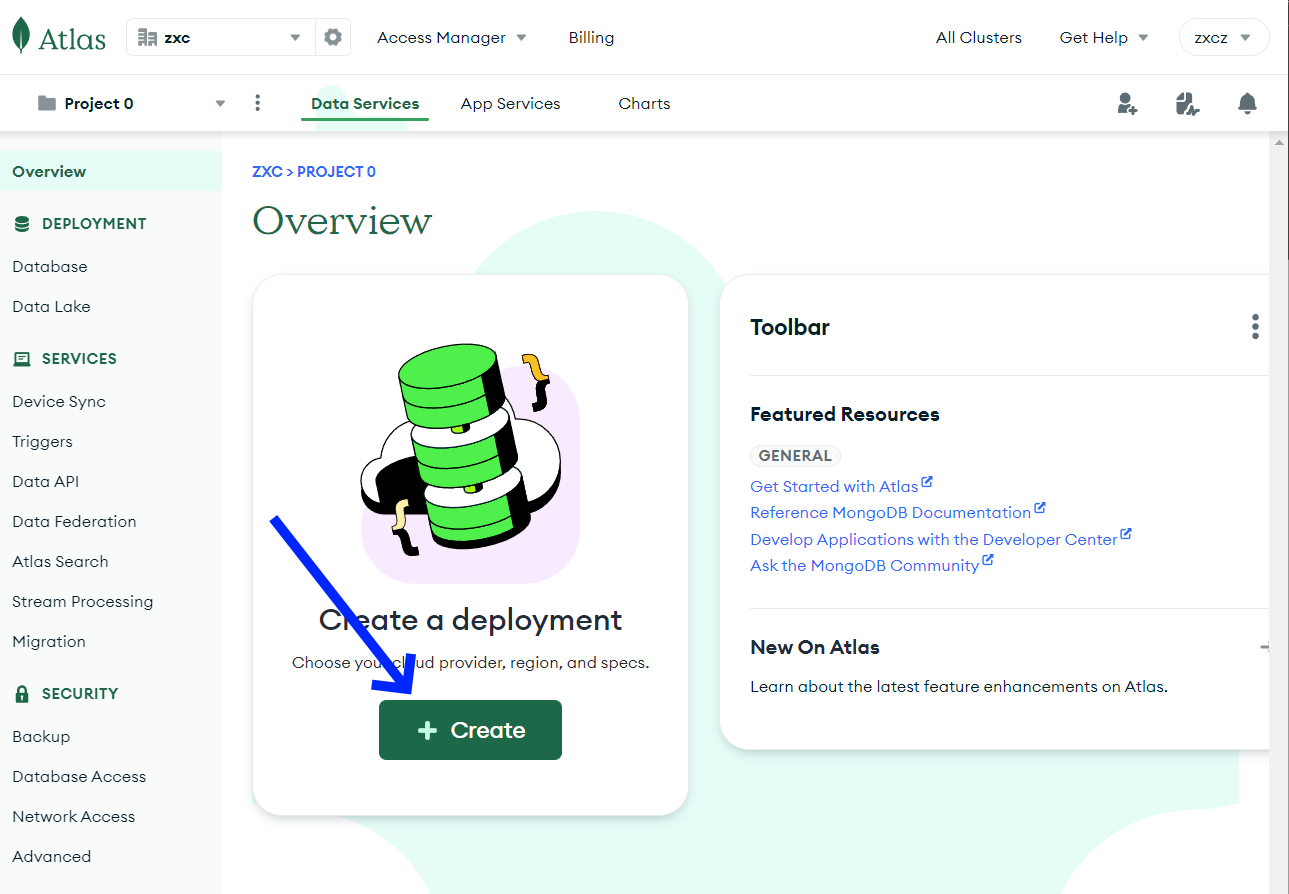 Atlas
zxc
Access Manager
Billing
All Clusters
Get Help
zxcz
Project 0
Data Services
App Services
Charts
Overview
DEPLOYMENT
Database
Data Lake
SERVICES
Device Sync
Triggers
Data API
Data Federation
Atlas Search
Stream Processing
Migration
SECURITY
Backup
Database Access
Network Access
Advanced
ZXC > PROJECT 0
Overview
Create a deployment
Choose your cloud provider, region, and specs.
+ Create
Toolbar
Featured Resources
GENERAL
Get Started with Atlas
Reference MongoDB Documentation
Develop Applications with the Developer Center
Ask the MongoDB Community
New On Atlas
Learn about the latest feature enhancements on Atlas.